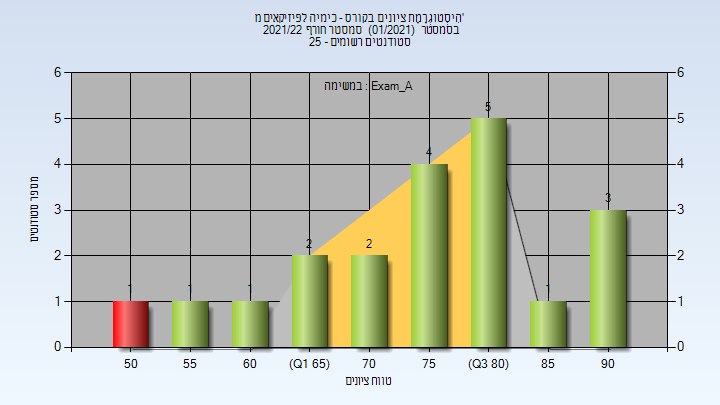 היסטוגרמת ציונים בקורס - כימיה לפיזיקאים מ'
בסמסטר (01/2021) סמסטר חורף 2021/22
סטודנטים רשומים - 25
במשימה : Exam_A
מספר סטודנטים
6 6
5 5
4 4
3 3
2 2
1 1
0 0
1 1 1 2 2 4 5 1 3
50 55 60 (Q1 65) 70 75 (Q3 80) 85 90
טווח ציונים